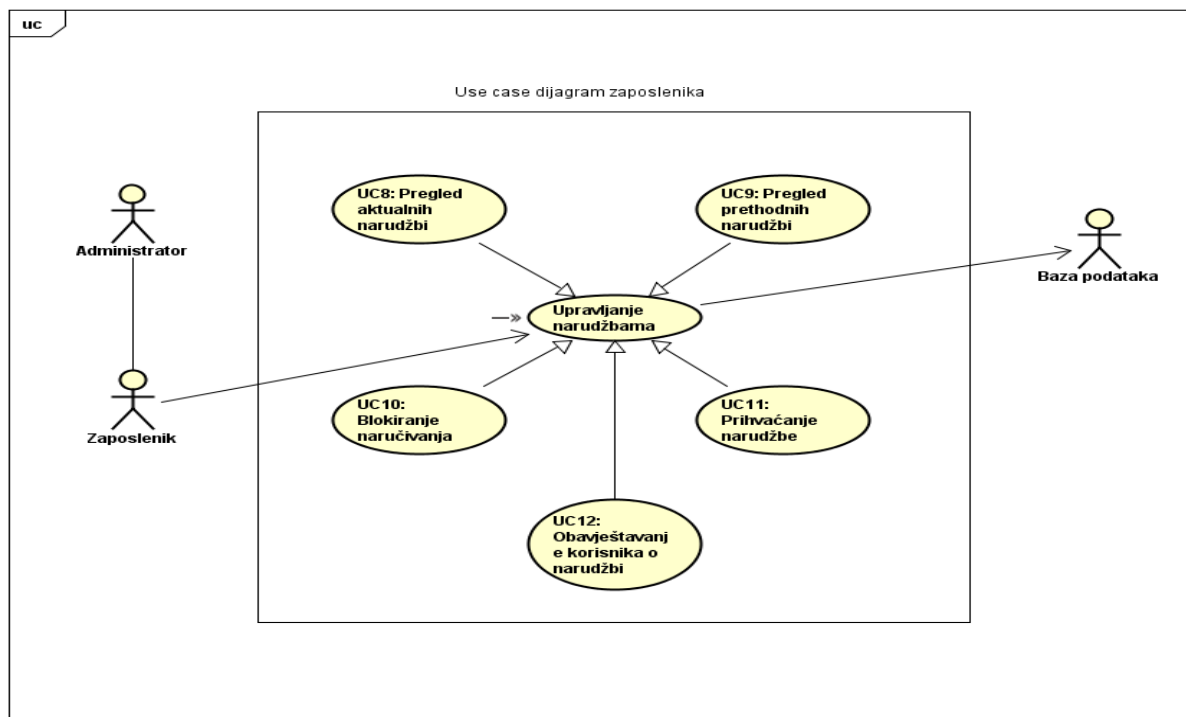 uc
Use case dijagram zaposlenika
UC8: Pregled
aktualnih
narudžbi
UC9: Pregled
prethodnih
narudžbi
Administrator
Baza podataka
Upravljanje
narudžbama
UC10:
Blokiranje
naručivanja
UC11:
Prihvaćanje
narudžbe
Zaposlenik
UC12:
Obavještavanj
e korisnika o
narudžbi